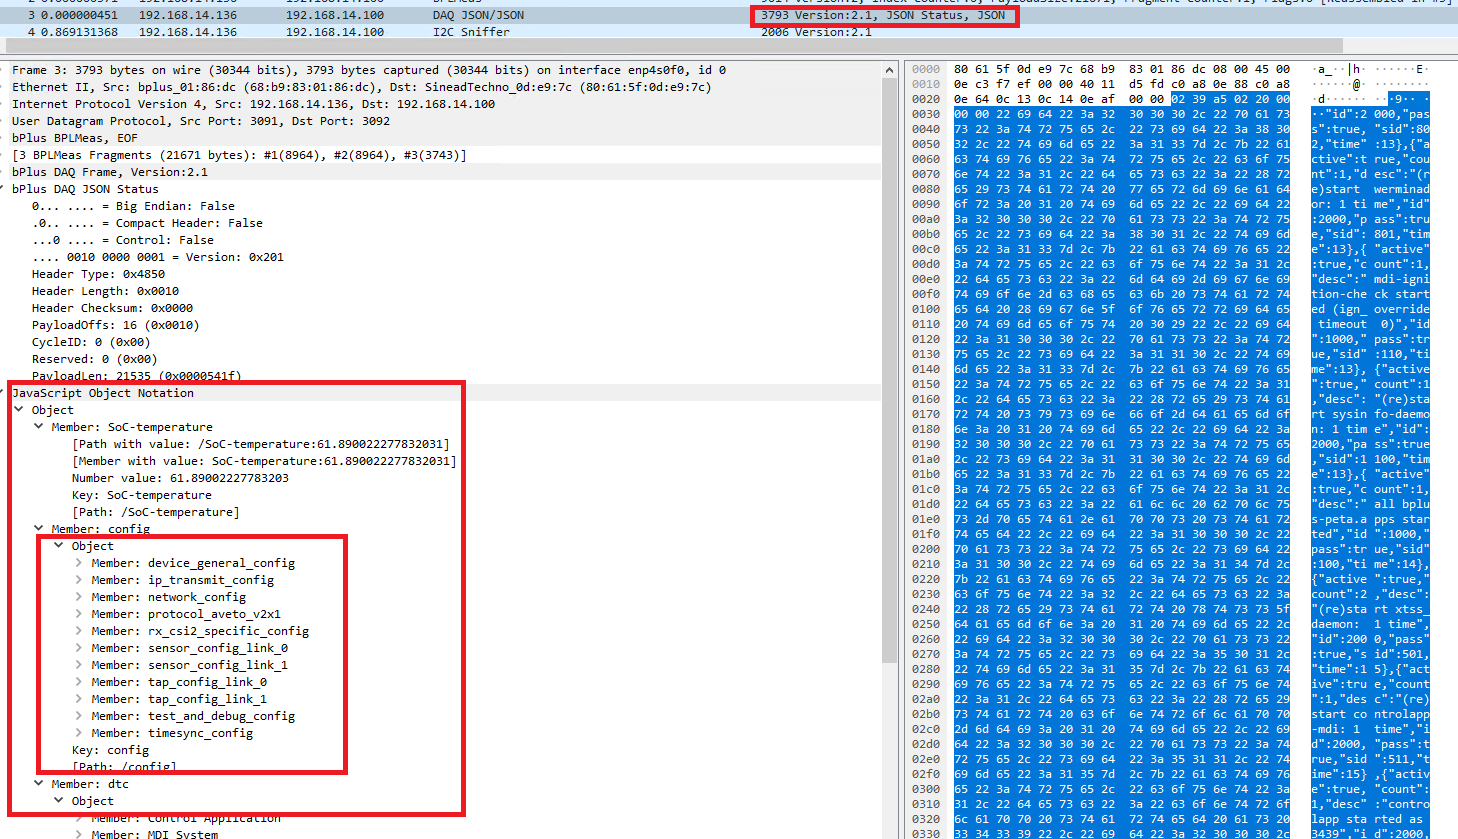 3 0.000000451 192.168.14.136 192.168.14.100 DAQ JSON/JSON 3793 Version:2.1, JSON Status, JSON
4 0.869131368 192.168.14.136 192.168.14.100 I2C Sniffer 2006 Version:2.1
Frame 3: 3793 bytes on wire (30344 bits), 3793 bytes captured (30344 bits) on interface enp4s0f0, id 0
Ethernet II, Src: bplus_01:86:dc (68:b9:83:01:86:dc), Dst: SineadTechno_0d:e9:7c (80:61:5f:0d:e9:7c)
Internet Protocol Version 4, Src: 192.168.14.136, Dst: 192.168.14.100
User Datagram Protocol, Src Port: 3091, Dst Port: 3092
bPlus BPLMeas, EOF
[3 BPLMeas Fragments (21671 bytes): #1(8964), #2(8964), #3(3743)]
bPlus DAQ Frame, Version:2.1
bPlus DAQ JSON Status
0... .... = Big Endian: False
.0.. .... = Compact Header: False
...0 .... = Control: False
.... 0010 0000 0001 = Version: 0x201
Header Type: 0x4850
Header Length: 0x0010
Header Checksum: 0x0000
PayloadOffs: 16 (0x0010)
CycleID: 0 (0x00)
Reserved: 0 (0x00)
PayloadLen: 21535 (0x0000541f)
JavaScript Object Notation
Object
Member: SoC-temperature
[Path with value: /SoC-temperature:61.890022277832031]
[Member with value: SoC-temperature:61.890022277832031]
Number value: 61.89002227783203
Key: SoC-temperature
[Path: /SoC-temperature]
Member: config
Object
Member: device_general_config
Member: ip_transmit_config
Member: network_config
Member: protocol_aveto_v2x1
Member: rx_csi2_specific_config
Member: sensor_config_link_0
Member: sensor_config_link_1
Member: tap_config_link_0
Member: tap_config_link_1
Member: test_and_debug_config
Member: timesync_config
Key: config
[Path: /config]
Member: dtc
Object
Member: Control Application
Member: MDI System
0000 80 61 5f 0d e9 7c 68 b9 83 01 86 dc 08 00 45 00 ·a_··|h· ······E·
0010 0e c3 f7 ef 00 00 40 11 d5 fd c0 a8 0e 88 c0 a8 ······@· ········
0020 0e 64 0c 13 0c 14 0e af 00 00 02 39 a5 02 20 00 ·d······ ···9·· ·
0030 00 00 22 69 64 22 3a 32 30 30 30 2c 22 70 61 73 ··"id":2 000,"pas
0040 73 22 3a 74 72 75 65 2c 22 73 69 64 22 3a 38 30 s":true, "sid":80
0050 32 2c 22 74 69 6d 65 22 3a 31 33 7d 2c 7b 22 61 2,"time" :13},{"a
0060 63 74 69 76 65 22 3a 74 72 75 65 2c 22 63 6f 75 ctive":t rue,"cou
0070 6e 74 22 3a 31 2c 22 64 65 73 63 22 3a 22 28 72 nt":1,"d esc":"(r
0080 65 29 73 74 61 72 74 20 77 65 72 6d 69 6e 61 64 e)start werminad
0090 6f 72 3a 20 31 20 74 69 6d 65 22 2c 22 69 64 22 or: 1 ti me","id"
00a0 3a 32 30 30 30 2c 22 70 61 73 73 22 3a 74 72 75 :2000,"p ass":tru
00b0 65 2c 22 73 69 64 22 3a 38 30 31 2c 22 74 69 6d e,"sid": 801,"tim
00c0 65 22 3a 31 33 7d 2c 7b 22 61 63 74 69 76 65 22 e":13},{ "active"
00d0 3a 74 72 75 65 2c 22 63 6f 75 6e 74 22 3a 31 2c :true,"c ount":1,
00e0 22 64 65 73 63 22 3a 22 6d 64 69 2d 69 67 6e 69 "desc":" mdi-igni
00f0 74 69 6f 6e 2d 63 68 65 63 6b 20 73 74 61 72 74 tion-che ck start
0100 65 64 20 28 69 67 6e 5f 6f 76 65 72 72 69 64 65 ed (ign_ override
0110 20 74 69 6d 65 6f 75 74 20 30 29 22 2c 22 69 64 timeout 0)","id
0120 22 3a 31 30 30 30 2c 22 70 61 73 73 22 3a 74 72 ":1000," pass":tr
0130 75 65 2c 22 73 69 64 22 3a 31 31 30 2c 22 74 69 ue,"sid" :110,"ti
0140 6d 65 22 3a 31 33 7d 2c 7b 22 61 63 74 69 76 65 me":13}, {"active
0150 22 3a 74 72 75 65 2c 22 63 6f 75 6e 74 22 3a 31 ":true," count":1
0160 2c 22 64 65 73 63 22 3a 22 28 72 65 29 73 74 61 ,"desc": "(re)sta
0170 72 74 20 73 79 73 69 6e 66 6f 2d 64 61 65 6d 6f rt sysin fo-daemo
0180 6e 3a 20 31 20 74 69 6d 65 22 2c 22 69 64 22 3a n: 1 tim e","id":
0190 32 30 30 30 2c 22 70 61 73 73 22 3a 74 72 75 65 2000,"pa ss":true
01a0 2c 22 73 69 64 22 3a 31 31 30 30 2c 22 74 69 6d ,"sid":1 100,"tim
01b0 65 22 3a 31 33 7d 2c 7b 22 61 63 74 69 76 65 22 e":13},{ "active"
01c0 3a 74 72 75 65 2c 22 63 6f 75 6e 74 22 3a 31 2c :true,"c ount":1,
01d0 22 64 65 73 63 22 3a 22 61 6c 6c 20 62 70 6c 75 "desc":" all bplu
01e0 73 2d 70 65 74 61 2e 61 70 70 73 20 73 74 61 72 s-peta.a pps star
01f0 74 65 64 22 2c 22 69 64 22 3a 31 30 30 30 2c 22 ted","id ":1000,"
0200 70 61 73 73 22 3a 74 72 75 65 2c 22 73 69 64 22 pass":tr ue,"sid"
0210 3a 31 30 30 2c 22 74 69 6d 65 22 3a 31 34 7d 2c :100,"ti me":14},
0220 7b 22 61 63 74 69 76 65 22 3a 74 72 75 65 2c 22 {"active ":true,"
0230 63 6f 75 6e 74 22 3a 32 2c 22 64 65 73 63 22 3a count":2 ,"desc":
0240 22 28 72 65 29 73 74 61 72 74 20 78 74 73 73 5f "(re)sta rt xtss_
0250 64 61 65 6d 6f 6e 3a 20 31 20 74 69 6d 65 22 2c daemon: 1 time",
0260 22 69 64 22 3a 32 30 30 30 2c 22 70 61 73 73 22 "id":200 0,"pass"
0270 3a 74 72 75 65 2c 22 73 69 64 22 3a 35 30 31 2c :true,"s id":501,
0280 22 74 69 6d 65 22 3a 31 35 7d 2c 7b 22 61 63 74 "time":1 5},{"act
0290 69 76 65 22 3a 74 72 75 65 2c 22 63 6f 75 6e 74 ive":tru e,"count
02a0 22 3a 31 2c 22 64 65 73 63 22 3a 22 28 72 65 29 ":1,"des c":"(re)
02b0 73 74 61 72 74 20 63 6f 6e 74 72 6f 6c 61 70 70 start co ntrolapp
02c0 2d 6d 64 69 3a 20 31 20 74 69 6d 65 22 2c 22 69 -mdi: 1 time","i
02d0 64 22 3a 32 30 30 30 2c 22 70 61 73 73 22 3a 74 d":2000, "pass":t
02e0 72 75 65 2c 22 73 69 64 22 3a 35 31 31 2c 22 74 rue,"sid ":511,"t
02f0 69 6d 65 22 3a 31 35 7d 2c 7b 22 61 63 74 69 76 ime":15} ,{"activ
0300 65 22 3a 74 72 75 65 2c 22 63 6f 75 6e 74 22 3a e":true, "count":
0310 31 2c 22 64 65 73 63 22 3a 22 63 6f 6e 74 72 6f 1,"desc" :"contro
0320 6c 61 70 70 20 73 74 61 72 74 65 64 20 61 73 20 lapp sta rted as
0330 33 34 33 39 22 2c 22 69 64 22 3a 32 30 30 30 2c 3439","i d":2000,